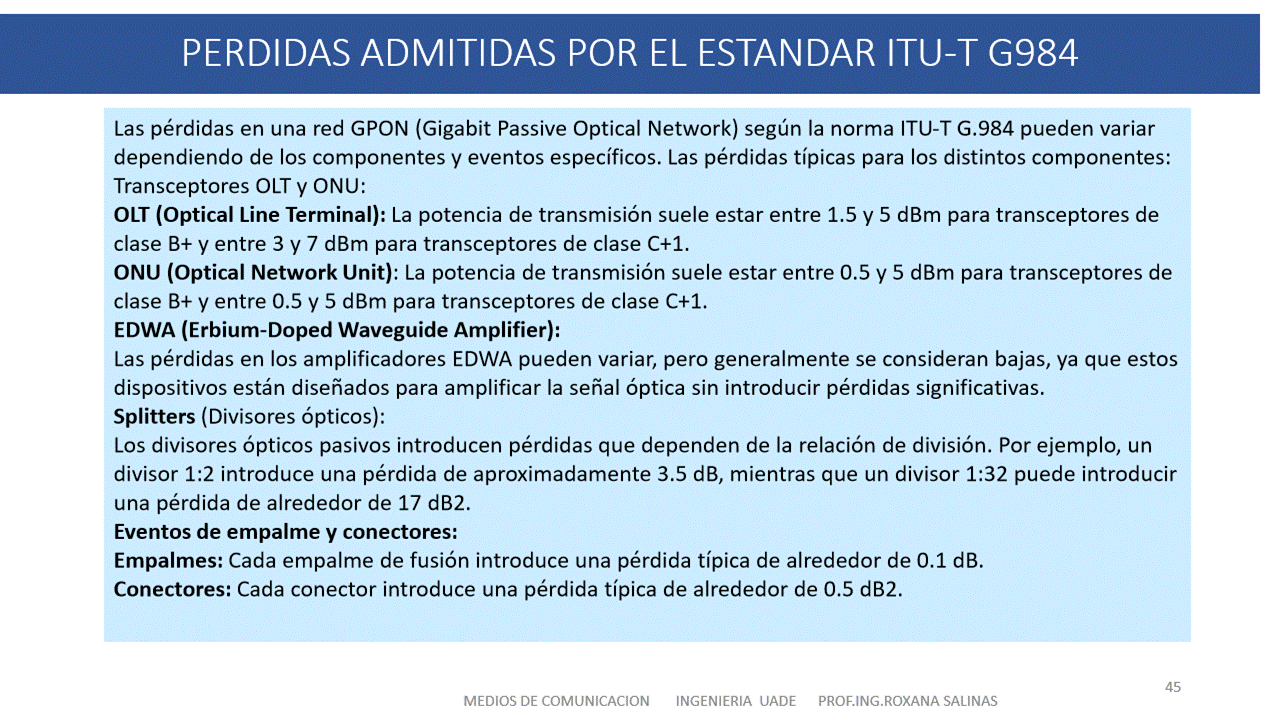 PERDIDAS ADMITIDAS POR EL ESTANDAR ITU-T G984
Las pérdidas en una red GPON (Gigabit Passive Optical Network) según la norma ITU-T G.984 pueden variar
dependiendo de los componentes y eventos específicos. Las pérdidas típicas para los distintos componentes:
Transceptores OLT y ONU:
OLT (Optical Line Terminal): La potencia de transmisión suele estar entre 1.5 y 5 dBm para transceptores de
clase B+ y entre 3 y 7 dBm para transceptores de clase C+1.
ONU (Optical Network Unit): La potencia de transmisión suele estar entre 0.5 y 5 dBm para transceptores de
clase B+ y entre 0.5 y 5 dBm para transceptores de clase C+1.
EDWA (Erbium-Doped Waveguide Amplifier):
Las pérdidas en los amplificadores EDWA pueden variar, pero generalmente se consideran bajas, ya que estos
dispositivos están diseñados para amplificar la señal óptica sin introducir pérdidas significativas.
Splitters (Divisores ópticos):
Los divisores ópticos pasivos introducen pérdidas que dependen de la relación de división. Por ejemplo, un
divisor 1:2 introduce una pérdida de aproximadamente 3.5 dB, mientras que un divisor 1:32 puede introducir
una pérdida de alrededor de 17 dB2.
Eventos de empalme y conectores:
Empalmes: Cada empalme de fusión introduce una pérdida típica de alrededor de 0.1 dB.
Conectores: Cada conector introduce una pérdida típica de alrededor de 0.5 dB2.
45
MEDIOS DE COMUNICACION INGENIERIA UADE PROF.ING.ROXANA SALINAS